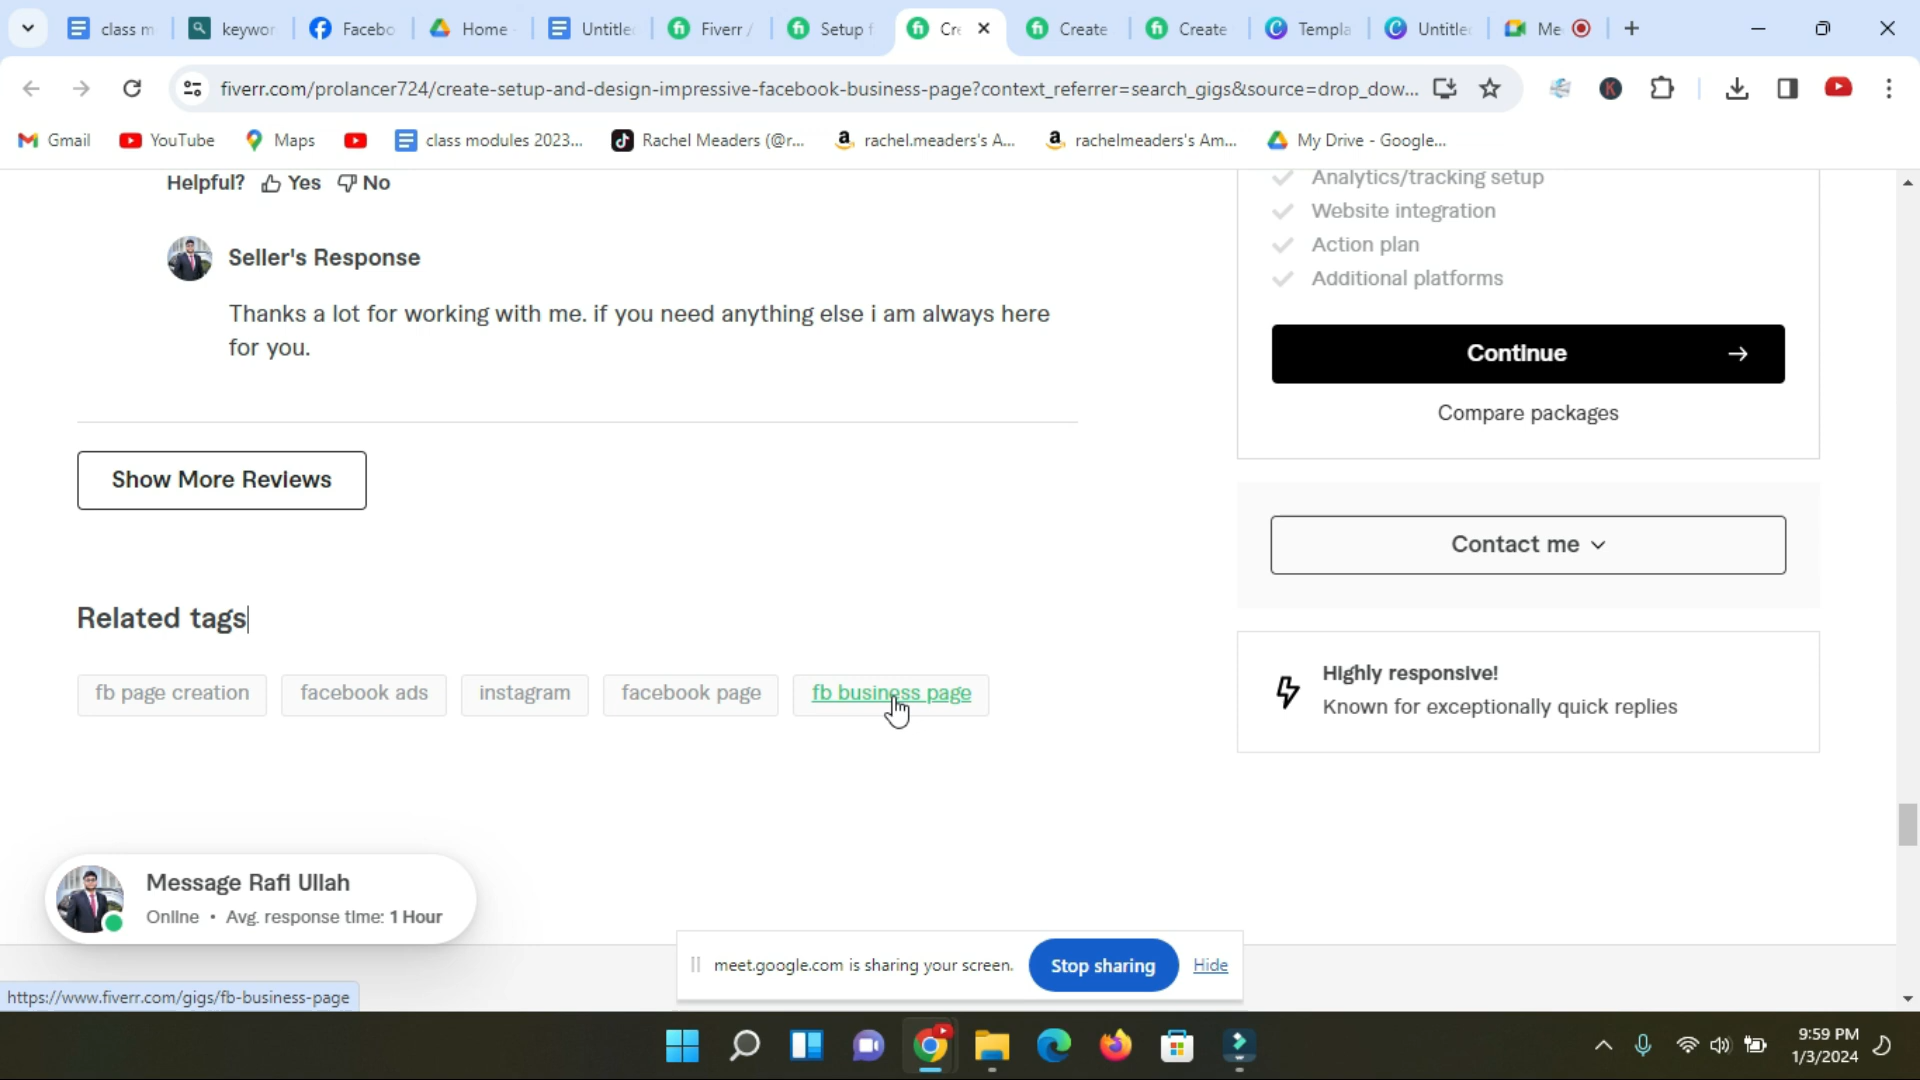 class m
keywor
Facebo
Home
Untitle
Fiverr /
Setup f
Cre
Create
Create
Templa
Untitle
Me
fiverr.com/prolancer724/create-setup-and-design-impressive-facebook-business-page?context_referrer=search_gigs&source=drop_dow...
K
Gmail
YouTube
Maps
class modules 2023...
Rachel Meaders (@r...
rachel.meaders's A...
rachelmeaders's Am...
My Drive - Google...
Helpful? Yes No
Seller's Response
Thanks a lot for working with me. if you need anything else i am always here
for you.
Show More Reviews
Related tags
fb page creation
facebook ads
instagram
facebook page
fb business page
Analytics/tracking setup
Website integration
Action plan
Additional platforms
Continue
Compare packages
Contact me
Highly responsive!
Known for exceptionally quick replies
Message Rafi Ullah
Online • Avg. response time: 1 Hour
meet.google.com is sharing your screen.
Stop sharing
Hide
https://www.fiverr.com/gigs/fb-business-page
9:59 PM
1/3/2024